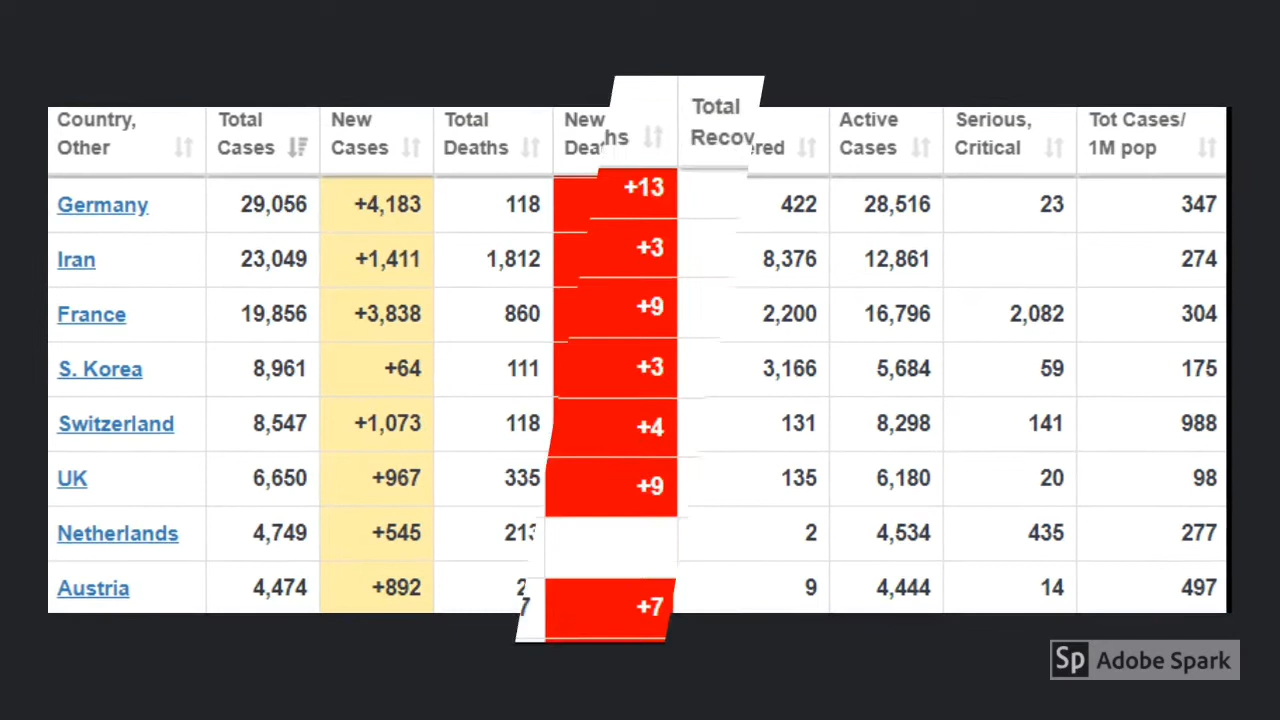 Country, Total New Total New Total Active Serious, Tot Cases/
Other Cases Cases Deaths Deaths Recovered Cases Critical 1M pop
Germany 29,056 +4,183 118 +13 422 28,516 23 347
Iran 23,049 +1,411 1,812 +3 8,376 12,861 274
France 19,856 +3,838 860 +9 2,200 16,796 2,082 304
S. Korea 8,961 +64 111 +3 3,166 5,684 59 175
Switzerland 8,547 +1,073 118 +4 131 8,298 141 988
UK 6,650 +967 335 +9 135 6,180 20 98
Netherlands 4,749 +545 213 2 4,534 435 277
Austria 4,474 +892 +7 9 4,444 14 497
Sp Adobe Spark